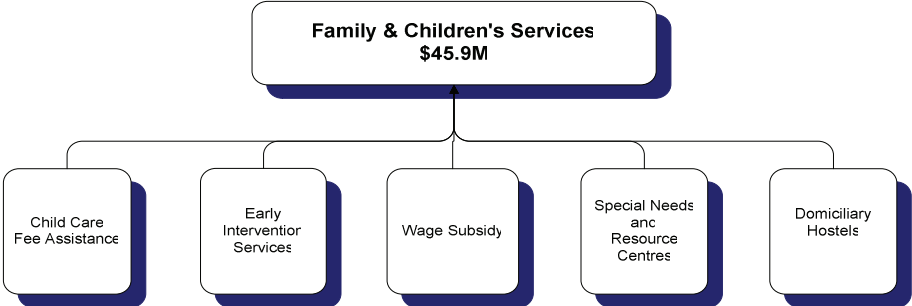 Family & Children's Services
$45.9M
Child Care
Fee Assistance
Early
Intervention
Services
Wage Subsidy
Special Needs
and
Resource
Centres
Domiciliary
Hostels